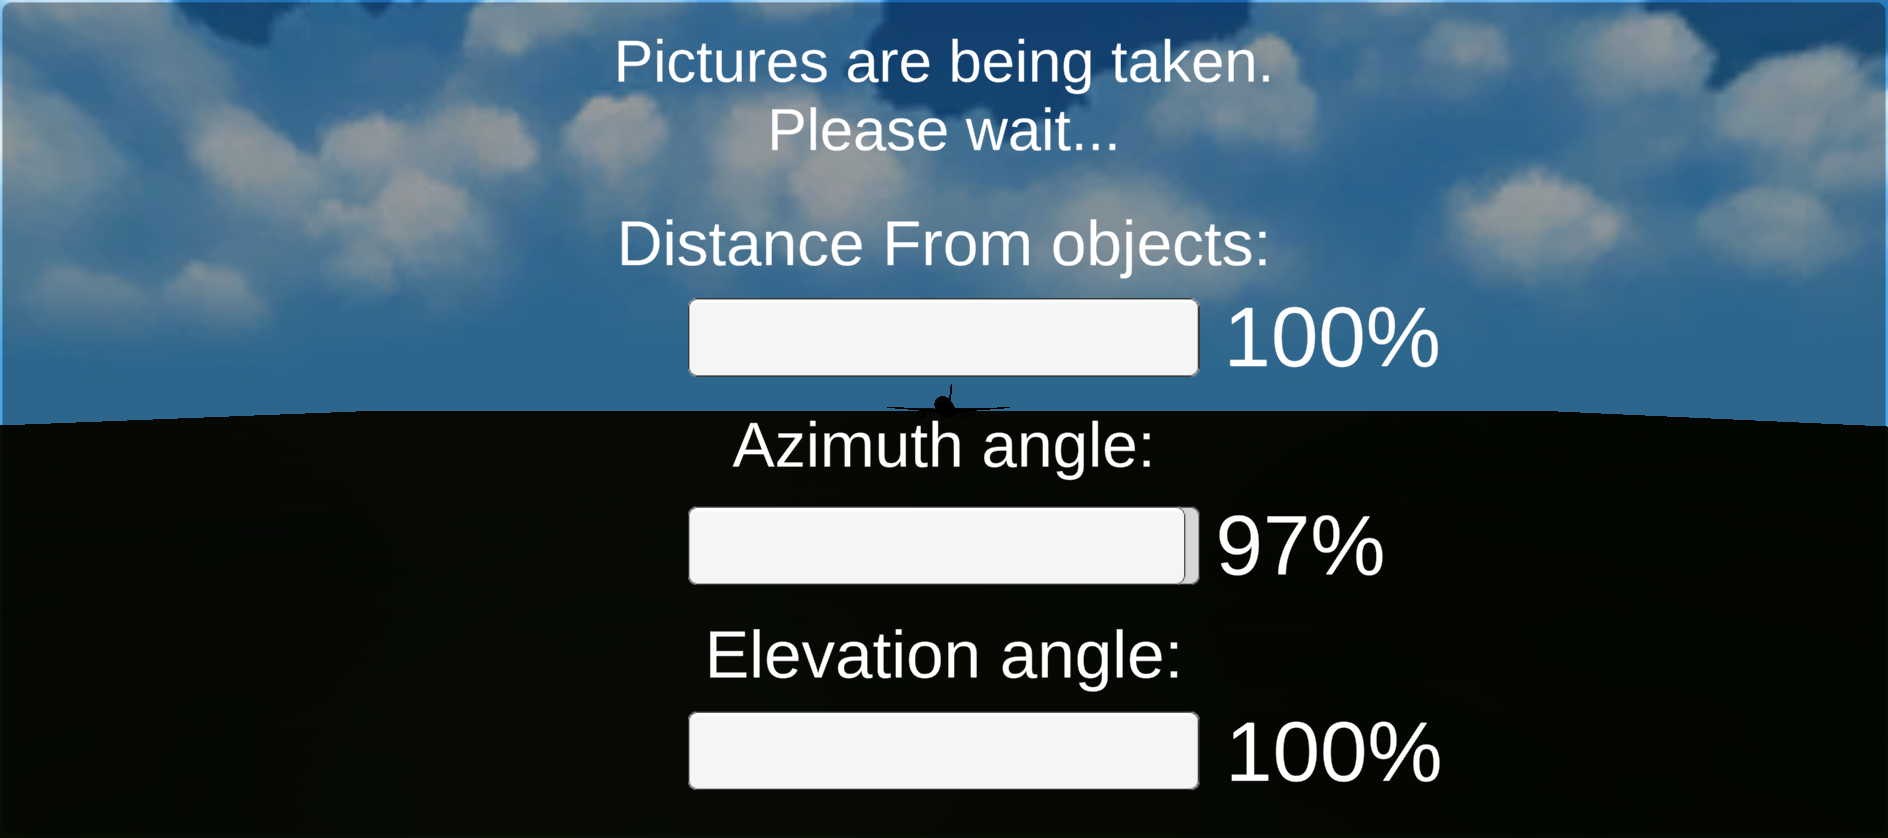 Pictures are being taken.
Please wait...
Distance From objects:
100%
Azimuth angle:
97%
Elevation angle:
100%